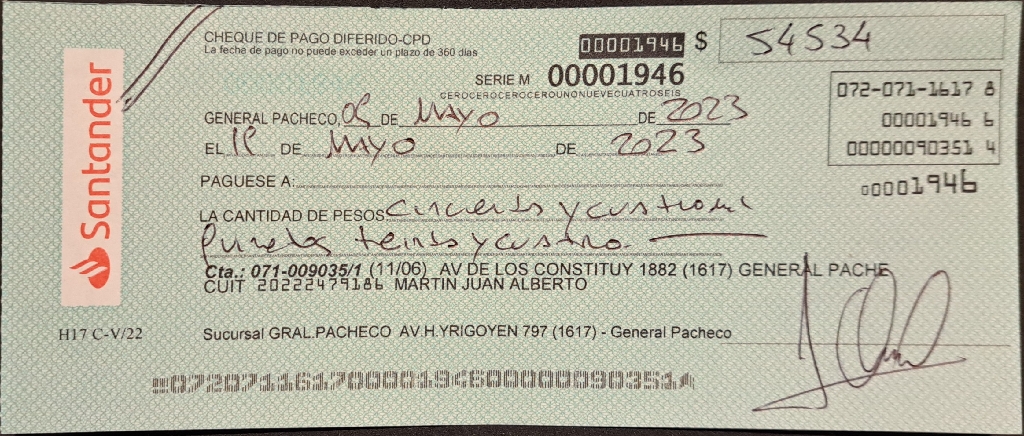 Santander
CHEQUE DE PAGO DIFERIDO-CPD
La fecha de pago no puede exceder un plazo de 360 días
00001946 $ 54534
SERIE M 00001946
CEROCEROCEROCEROUNONUEVECUATROSEIS
072-071-1617 8
00001946 6
00000090351 4
00001946
GENERAL PACHECO, 05 DE MAYO DE 2023
EL DE MAYO DE 2023
PAGUESE A:
LA CANTIDAD DE PESOS cincuenta y cuatro mil
quinientos treinta y cuatro.
Cta.: 071-009035/1 (11/06) AV DE LOS CONSTITUY 1882 (1617) GENERAL PACHE
CUIT 20222479186 MARTIN JUAN ALBERTO
H17 C-V/22
Sucursal GRAL.PACHECO AV.H.YRIGOYEN 797 (1617) - General Pacheco
07207116170000194600000090351